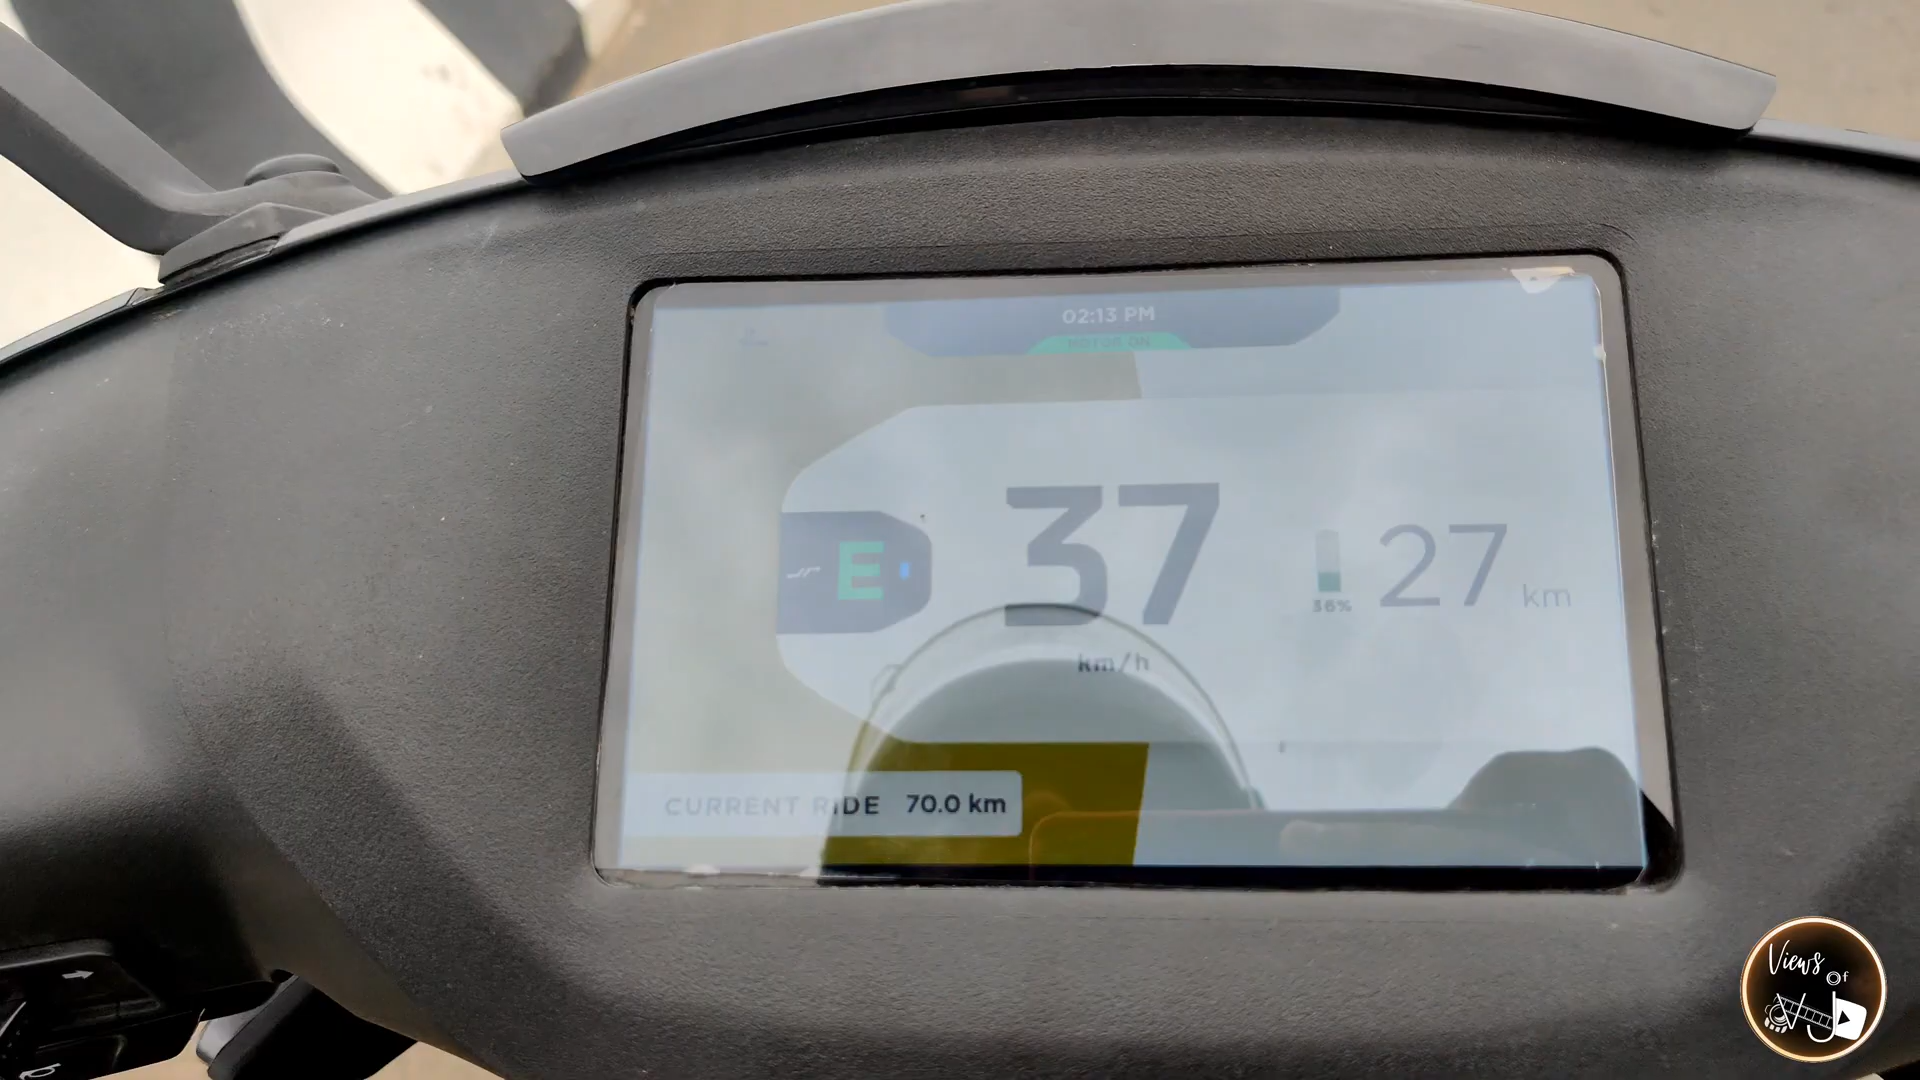 02:13 PM
MOTOR ON
E
37
km/h
36%
27 km
CURRENT RIDE 70.0 km
Views
Of